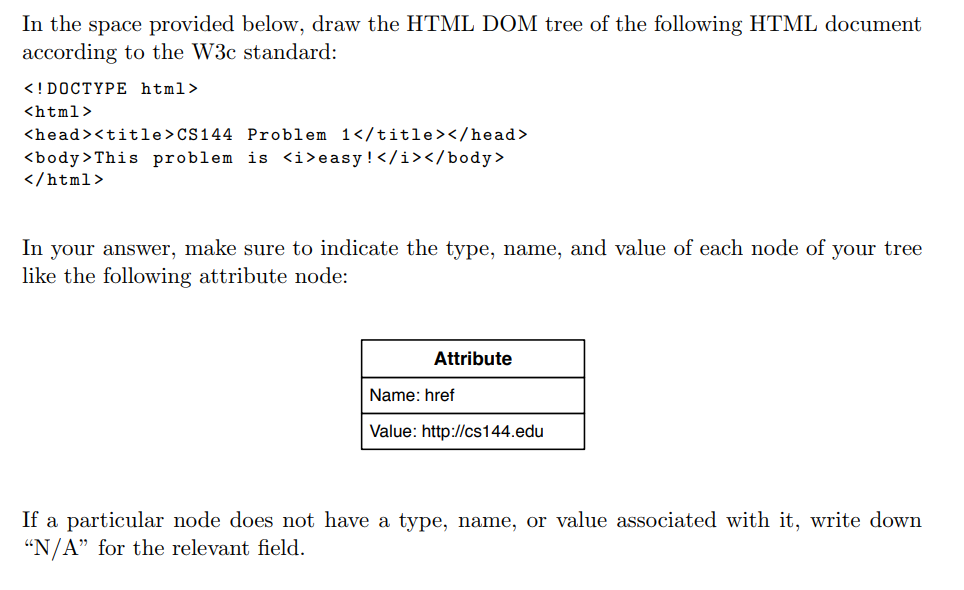 In the space provided below, draw the HTML DOM tree of the following HTML document
according to the W3c standard:
<!DOCTYPE html>
<html>
<head><title>CS144 Problem 1</title></head>
<body>This problem is <i>easy!</i></body>
</html>
In your answer, make sure to indicate the type, name, and value of each node of your tree
like the following attribute node:
Attribute
Name: href
Value: http://cs144.edu
If a particular node does not have a type, name, or value associated with it, write down
“N/A” for the relevant field.